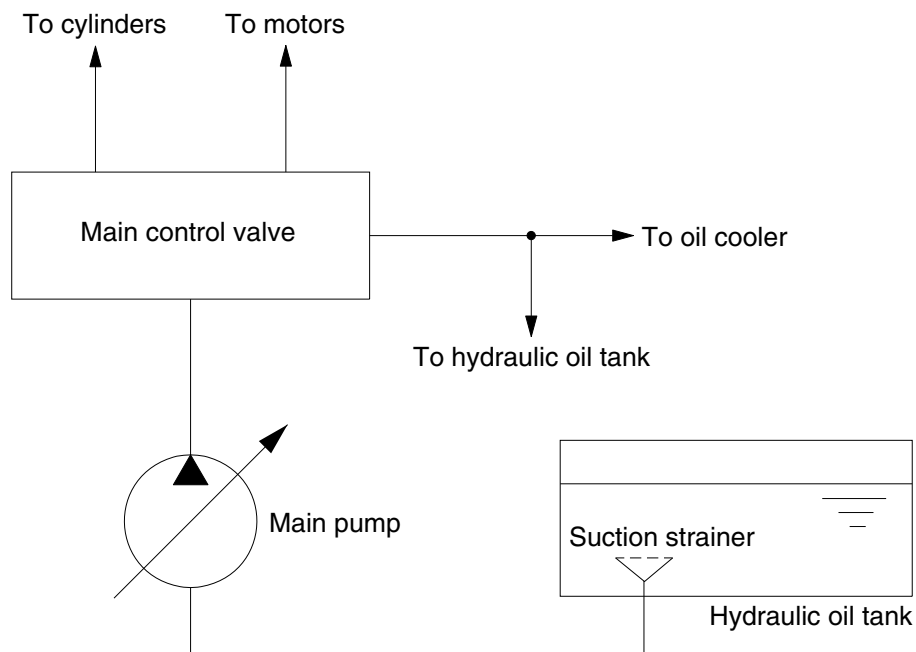 To cylinders
To motors
Main control valve
To oil cooler
To hydraulic oil tank
Main pump
Suction strainer
Hydraulic oil tank